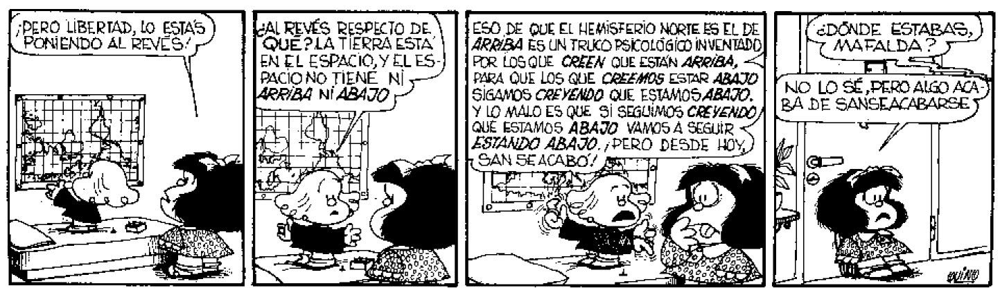 ¡PERO LIBERTAD, LO ESTÁS
PONIENDO AL REVÉS!
¿AL REVÉS RESPECTO DE
QUÉ? LA TIERRA ESTÁ
EN EL ESPACIO, Y EL ES-
PACIO NO TIENE NI
ARRIBA NI ABAJO
ESO DE QUE EL HEMISFERIO NORTE ES EL DE
ARRIBA ES UN TRUCO PSICOLÓGICO INVENTADO
POR LOS QUE CREEN QUE ESTÁN ARRIBA,
PARA QUE LOS QUE CREEMOS ESTAR ABAJO
SIGAMOS CREYENDO QUE ESTAMOS ABAJO.
Y LO MALO ES QUE SI SEGUIMOS CREYENDO
QUE ESTAMOS ABAJO VAMOS A SEGUIR
ESTANDO ABAJO. ¡PERO DESDE HOY,
SAN SEACABÓ!
¿DÓNDE ESTABAS,
MAFALDA?
NO LO SÉ, PERO ALGO ACA-
BA DE SANSEACABARSE
QUINO